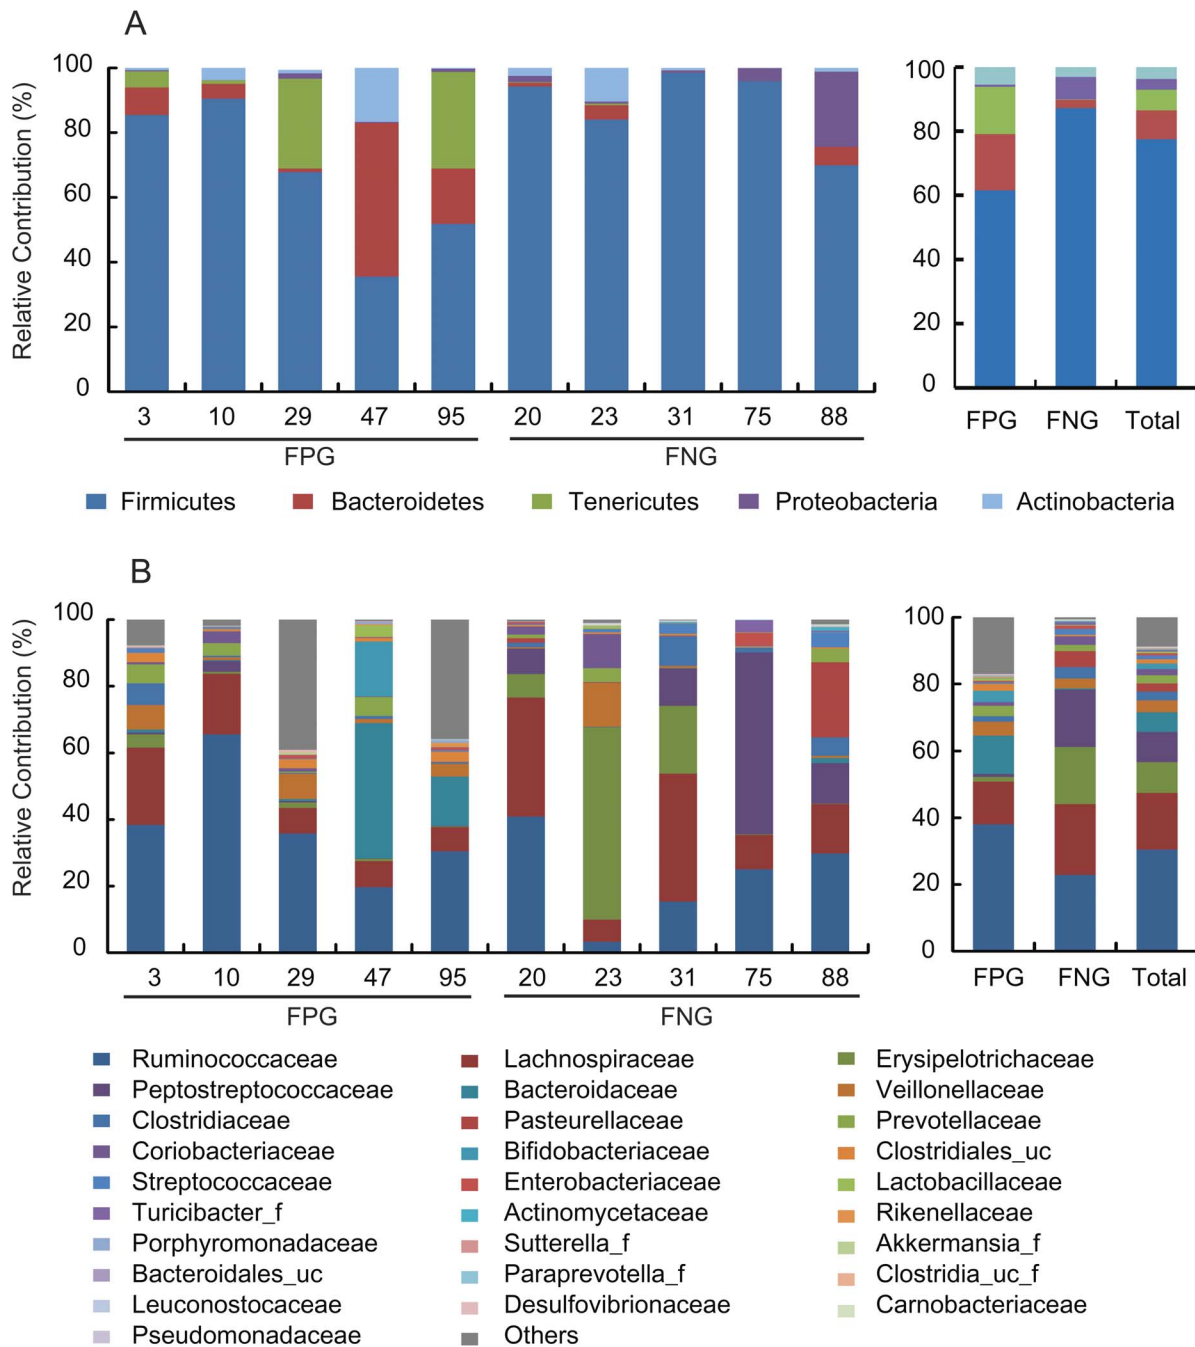 A
Relative Contribution (%)
100
80
60
40
20
0
3 10 29 47 95 20 23 31 75 88
FPG FNG
100
80
60
40
20
0
FPG FNG Total
Firmicutes Bacteroidetes Tenericutes Proteobacteria Actinobacteria
B
Relative Contribution (%)
100
80
60
40
20
0
3 10 29 47 95 20 23 31 75 88
FPG FNG
100
80
60
40
20
0
FPG FNG Total
Ruminococcaceae Lachnospiraceae Erysipelotrichaceae
Peptostreptococcaceae Bacteroidaceae Veillonellaceae
Clostridiaceae Pasteurellaceae Prevotellaceae
Coriobacteriaceae Bifidobacteriaceae Clostridiales_uc
Streptococcaceae Enterobacteriaceae Lactobacillaceae
Turicibacter_f Actinomycetaceae Rikenellaceae
Porphyromonadaceae Sutterella_f Akkermansia_f
Bacteroidales_uc Paraprevotella_f Clostridia_uc_f
Leuconostocaceae Desulfovibrionaceae Carnobacteriaceae
Pseudomonadaceae Others